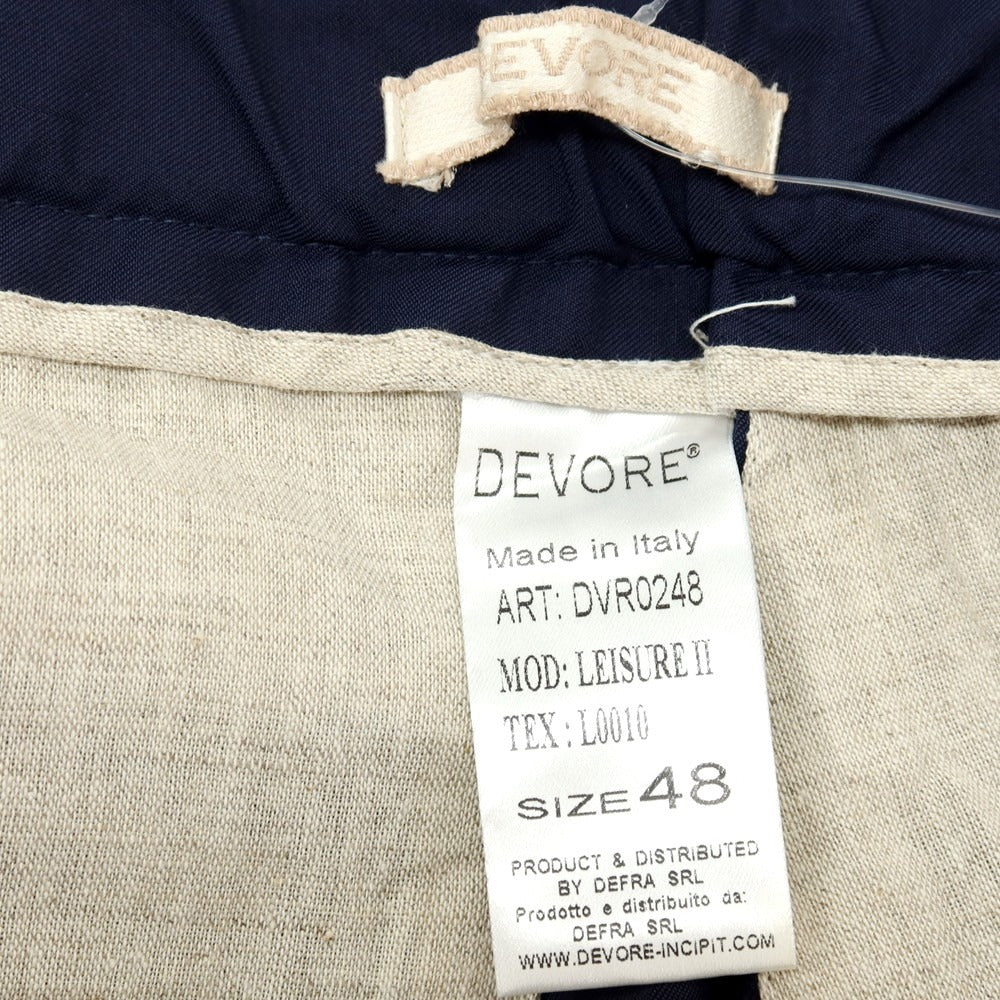 EVORE
DEVORE®
Made in Italy
ART: DVR0248
MOD: LEISURE II
TEX: L0010
SIZE 48
PRODUCT & DISTRIBUTED
BY DEFRA SRL
Prodotto e distribuito da:
DEFRA SRL
WWW.DEVORE-INCIPIT.COM